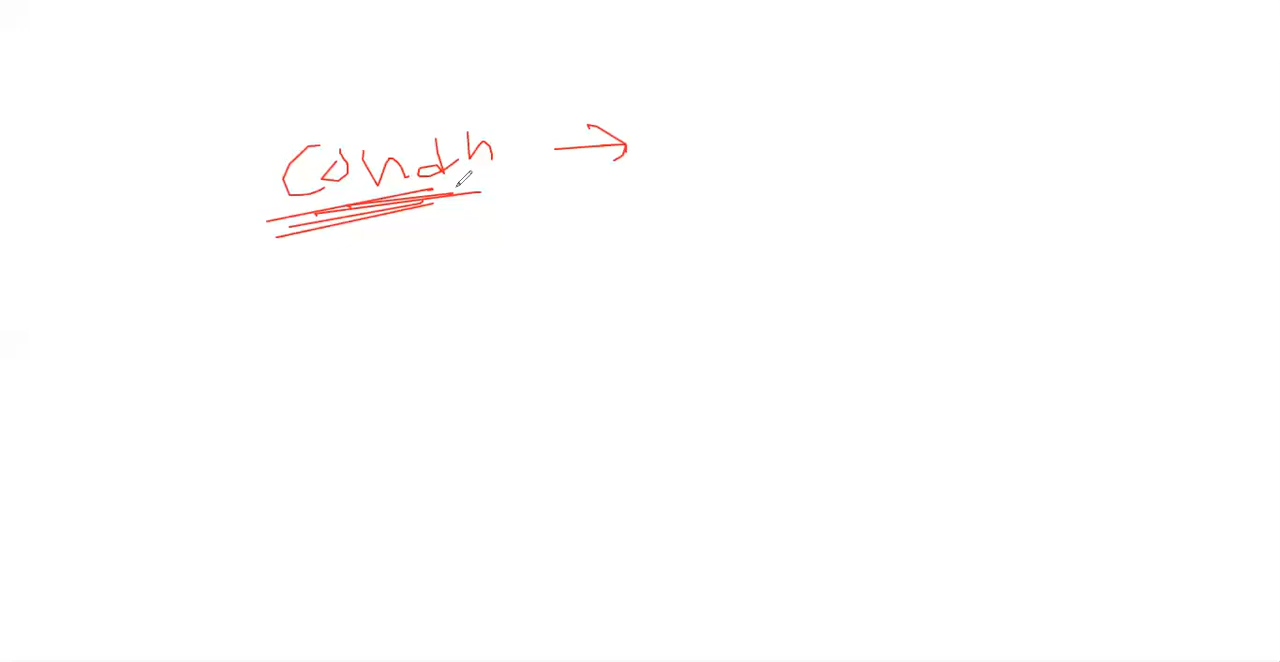 Condn →